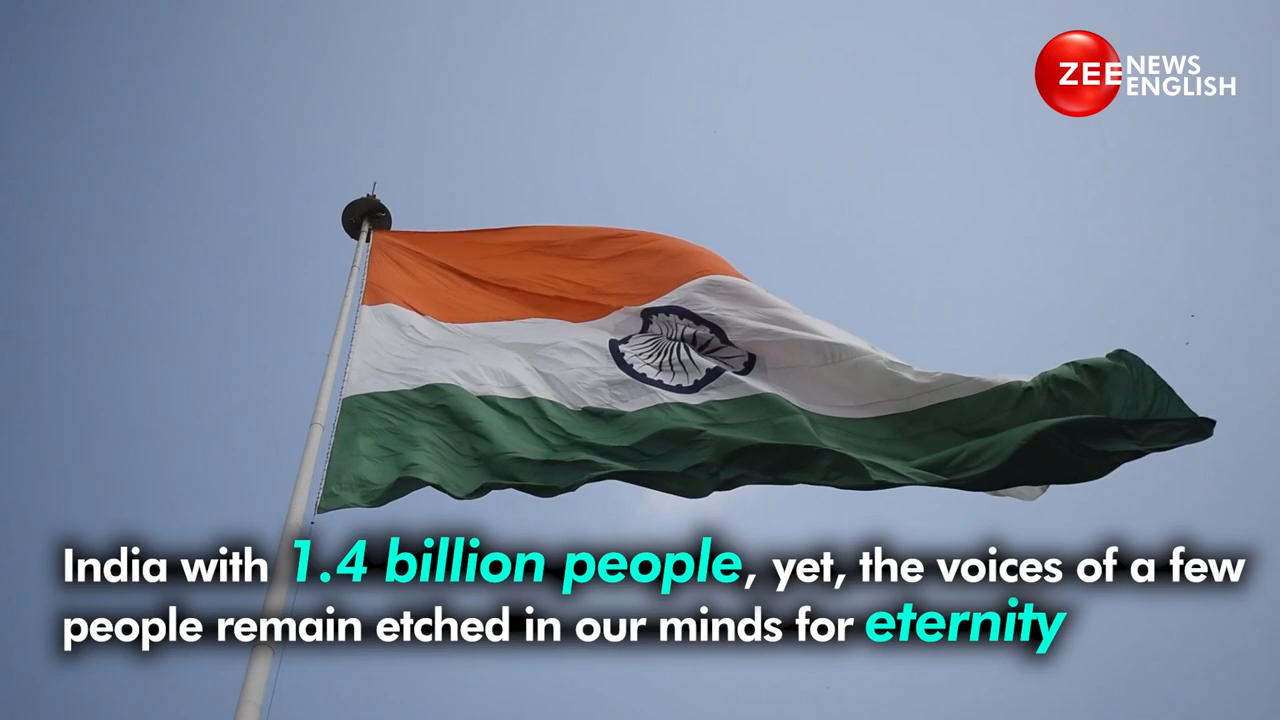 ZEE NEWS
ENGLISH
India with 1.4 billion people, yet, the voices of a few
people remain etched in our minds for eternity